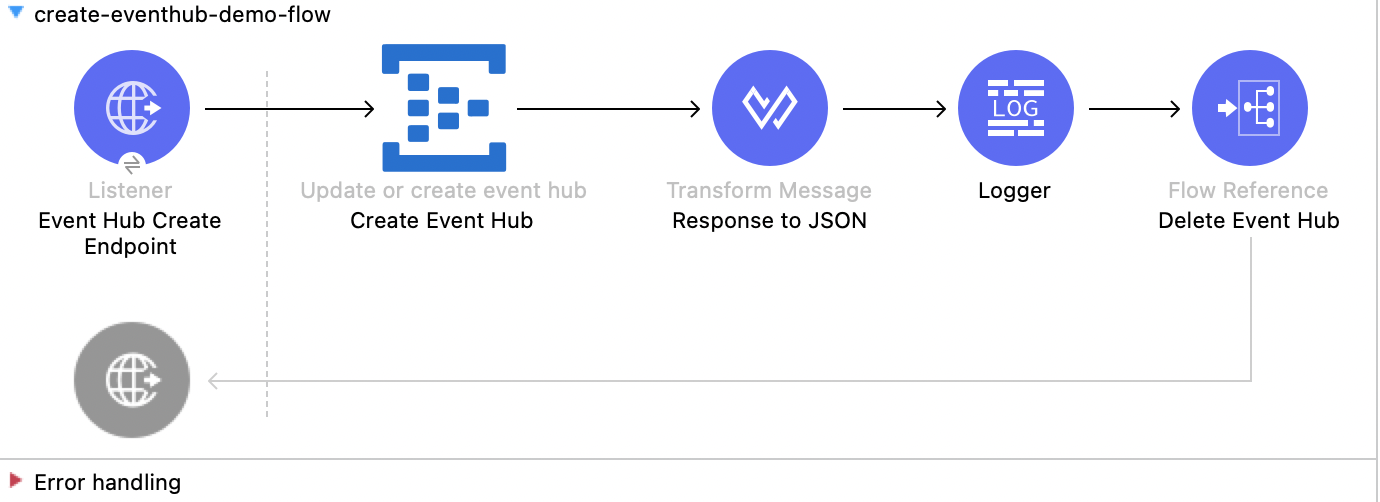 create-eventhub-demo-flow
LOG
Listener
Update or create event hub
Transform Message
Logger
Flow Reference
Event Hub Create
Endpoint
Create Event Hub
Response to JSON
Delete Event Hub
Error handling